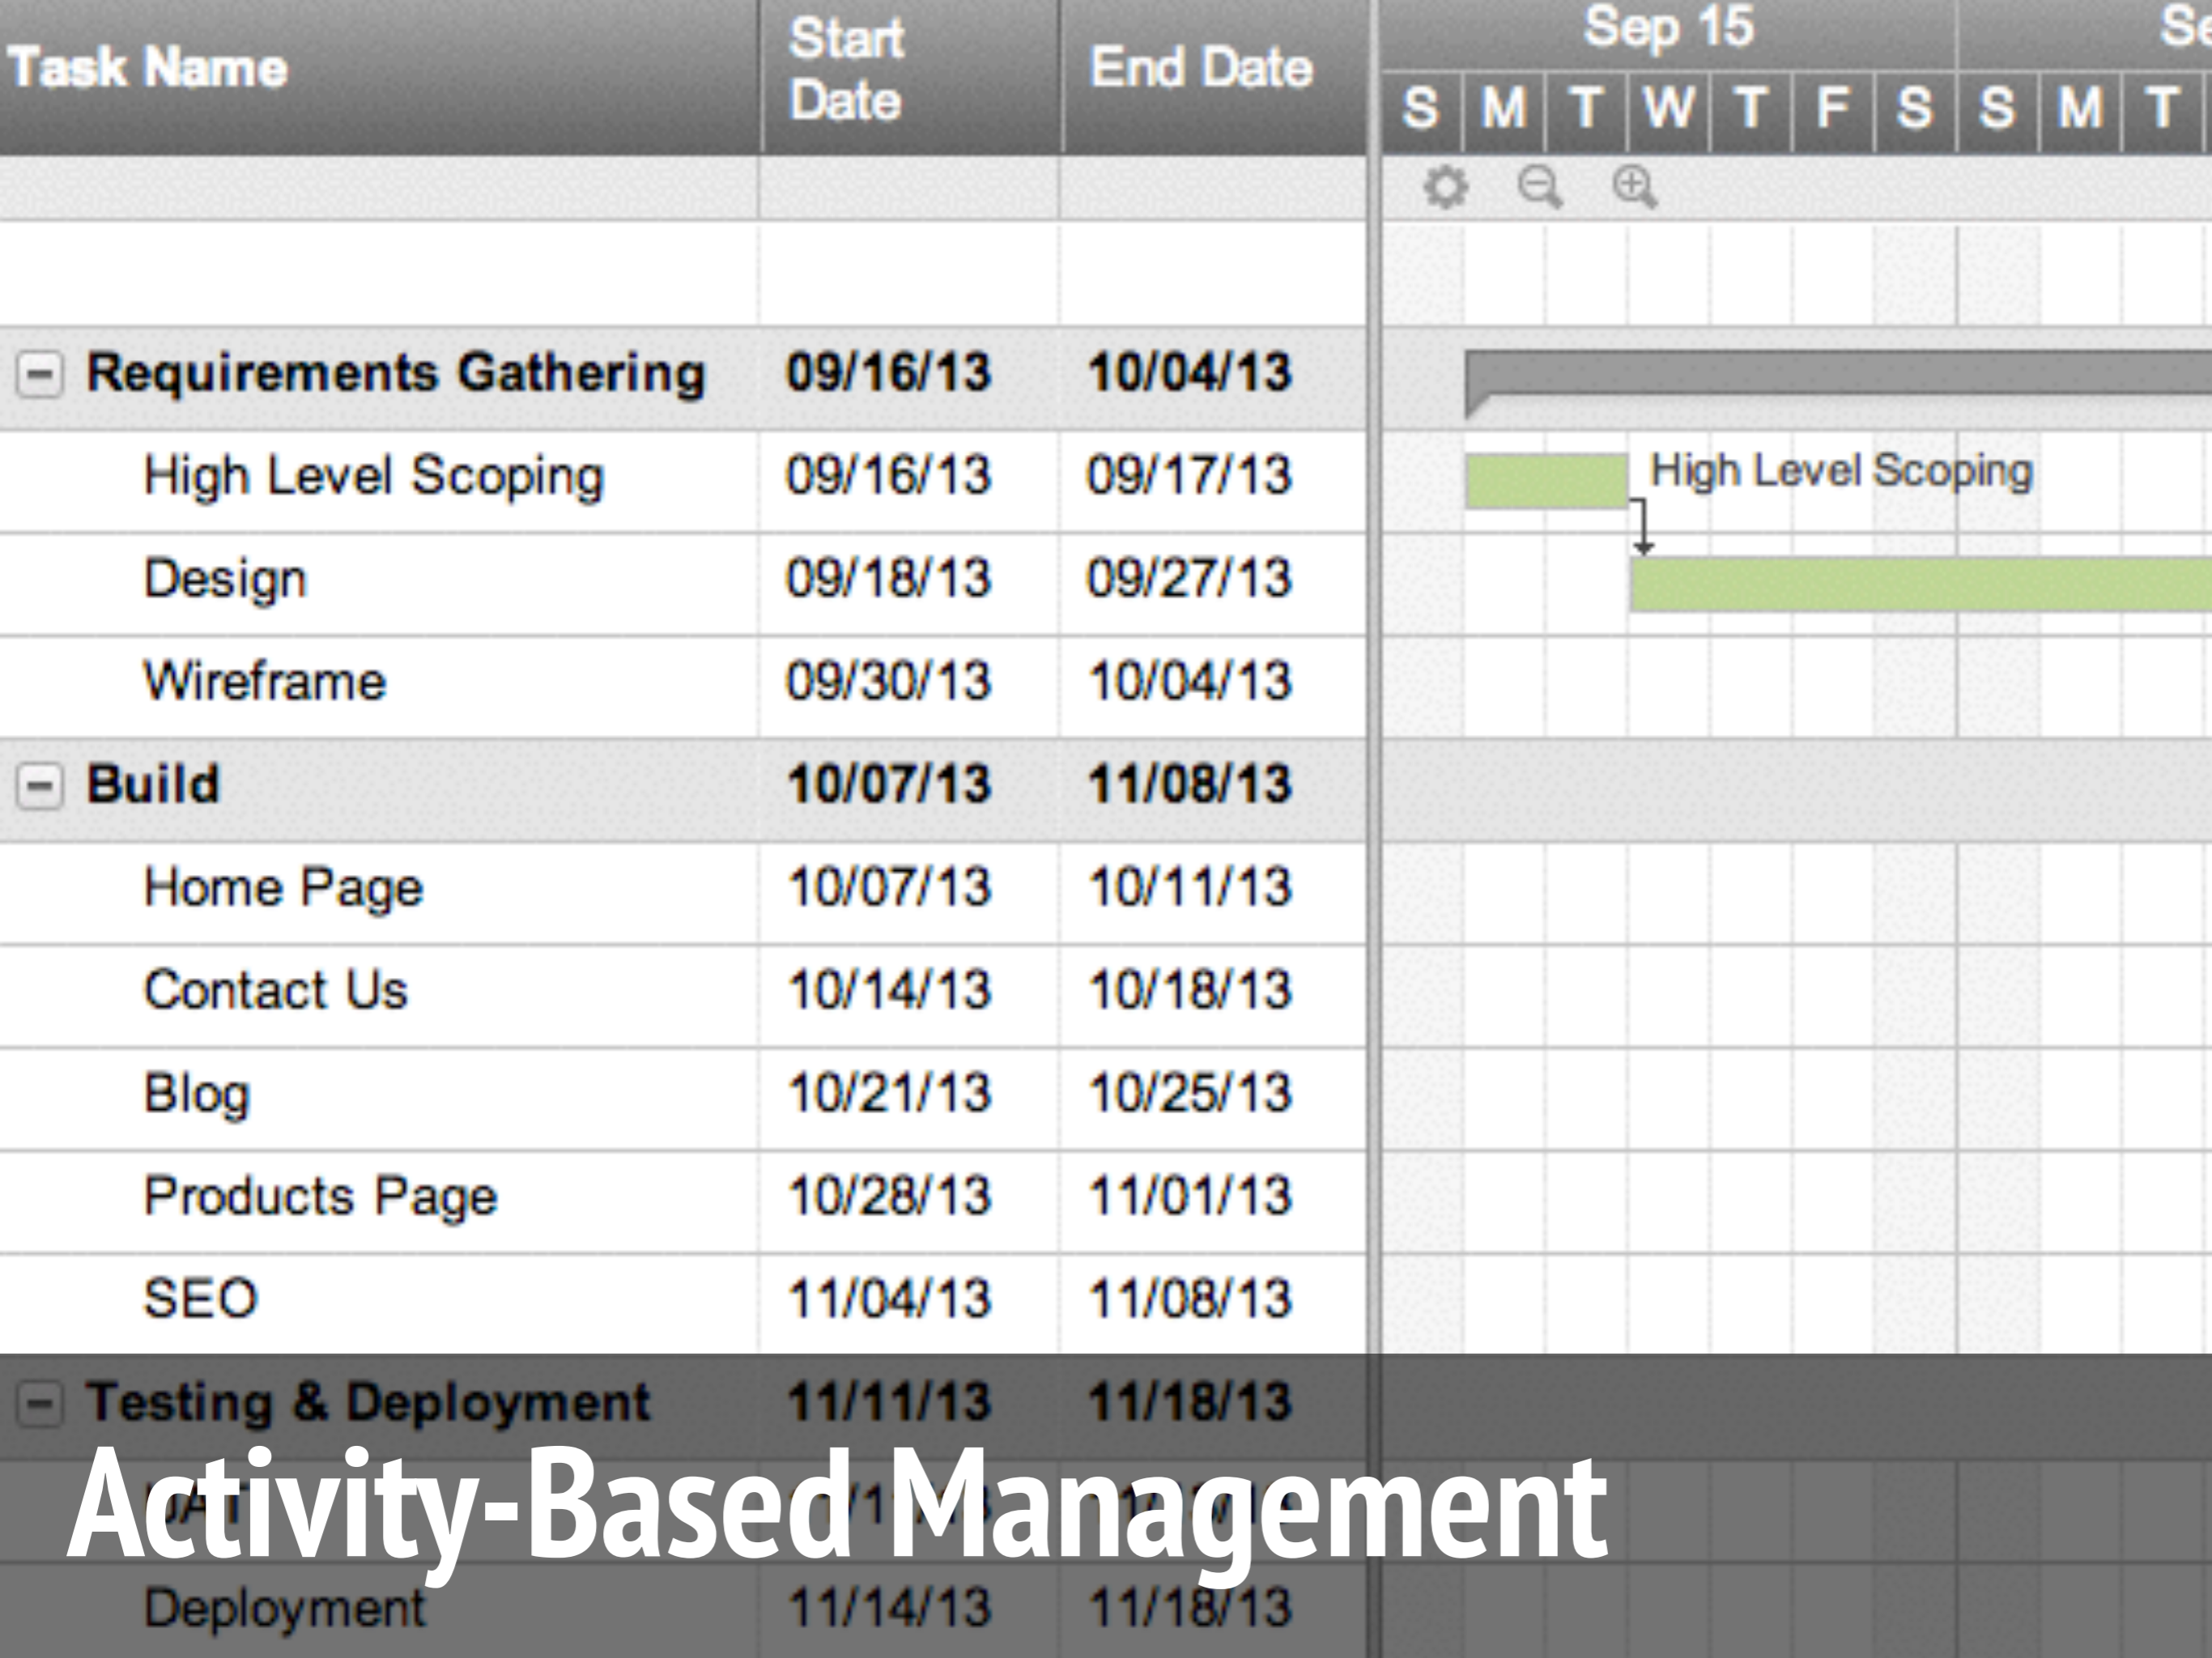 Task Name Start Date End Date Sep 15
S M T W T F S S M T
Requirements Gathering 09/16/13 10/04/13
High Level Scoping 09/16/13 09/17/13 High Level Scoping
Design 09/18/13 09/27/13
Wireframe 09/30/13 10/04/13
Build 10/07/13 11/08/13
Home Page 10/07/13 10/11/13
Contact Us 10/14/13 10/18/13
Blog 10/21/13 10/25/13
Products Page 10/28/13 11/01/13
SEO 11/04/13 11/08/13
Testing & Deployment 11/11/13 11/18/13
Activity-Based Management
Deployment 11/14/13 11/18/13